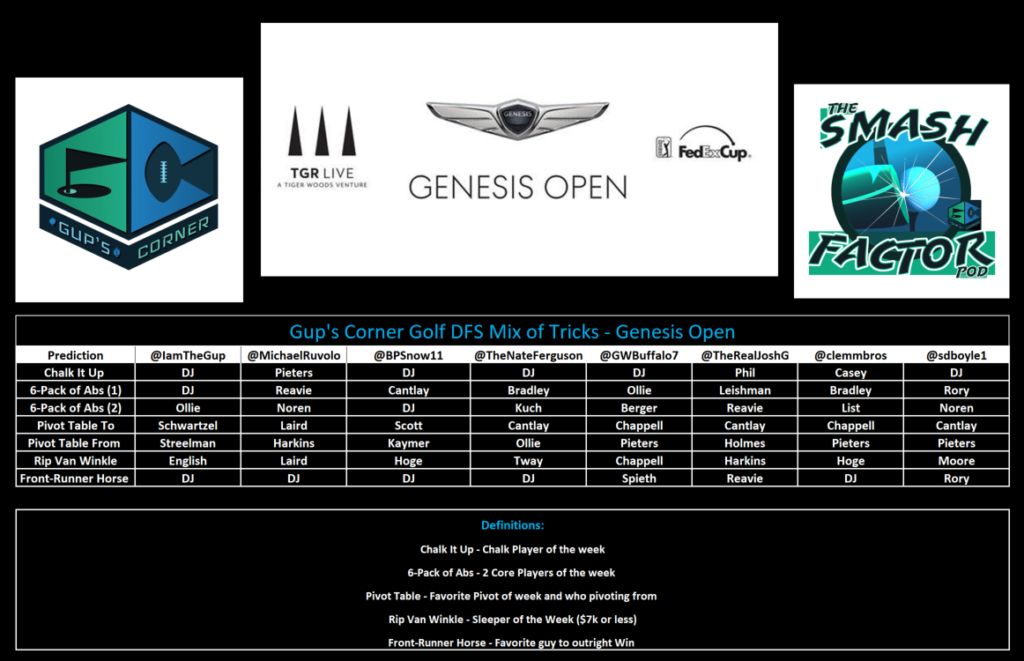 GUP'S CORNER
TGR LIVE
A TIGER WOODS VENTURE
GENESIS
GENESIS OPEN
PGA TOUR
FedExCup.
THE
SMASH
FACTOR
POD
Gup's Corner Golf DFS Mix of Tricks - Genesis Open
Prediction @IamTheGup @MichaelRuvolo @BPSnow11 @TheNateFerguson @GWBuffalo7 @TheRealJoshG @clemmbros @sdboyle1
Chalk It Up DJ Pieters DJ DJ DJ Phil Casey DJ
6-Pack of Abs (1) DJ Reavie Cantlay Bradley Ollie Leishman Bradley Rory
6-Pack of Abs (2) Ollie Noren DJ Kuch Berger Reavie List Noren
Pivot Table To Schwartzel Laird Scott Cantlay Chappell Cantlay Chappell Cantlay
Pivot Table From Streelman Harkins Kaymer Ollie Pieters Holmes Pieters Pieters
Rip Van Winkle English Laird Hoge Tway Chappell Harkins Hoge Moore
Front-Runner Horse DJ DJ DJ DJ Spieth Reavie DJ Rory
Definitions:
Chalk It Up - Chalk Player of the week
6-Pack of Abs - 2 Core Players of the week
Pivot Table - Favorite Pivot of week and who pivoting from
Rip Van Winkle - Sleeper of the Week ($7k or less)
Front-Runner Horse - Favorite guy to outright Win